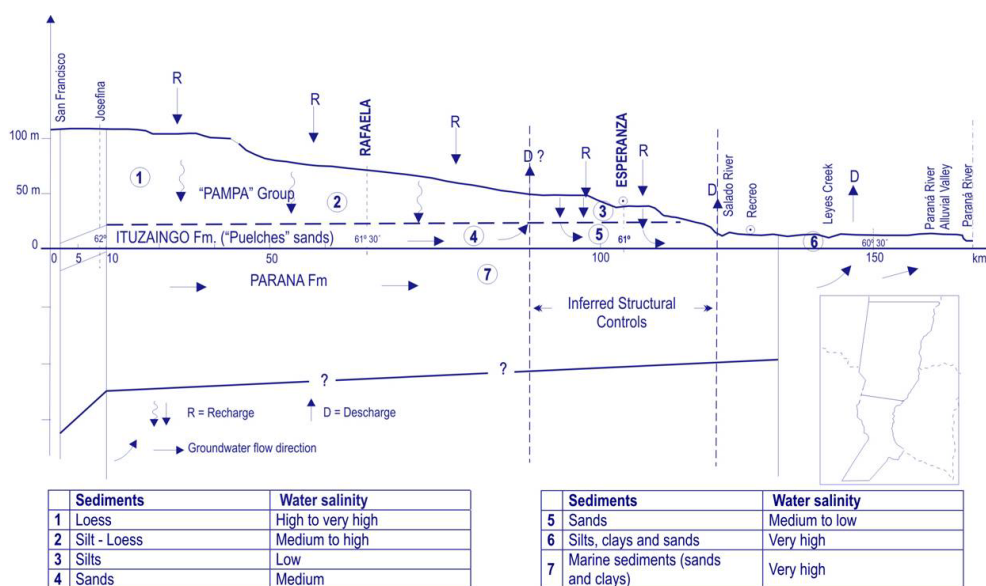 San Francisco
Josefina
R
R
RAFAELA
R
D ?
R
ESPERANZA
R
D
Salado River
Recreo
Leyes Creek
D
Paraná River
Alluvial Valley
Paraná River
100 m
50 m
0
1
"PAMPA" Group
2
3
62°
ITUZAINGO Fm. ("Puelches" sands)
61° 30´
4
5
61°
6
60° 30´
0
5
10
50
100
150
km
PARANA Fm
7
Inferred Structural
Controls
?
?
R = Recharge
D = Descharge
Groundwater flow direction
Sediments Water salinity
1 Loess High to very high
2 Silt - Loess Medium to high
3 Silts Low
4 Sands Medium
Sediments Water salinity
5 Sands Medium to low
6 Silts, clays and sands Very high
7 Marine sediments (sands
and clays) Very high